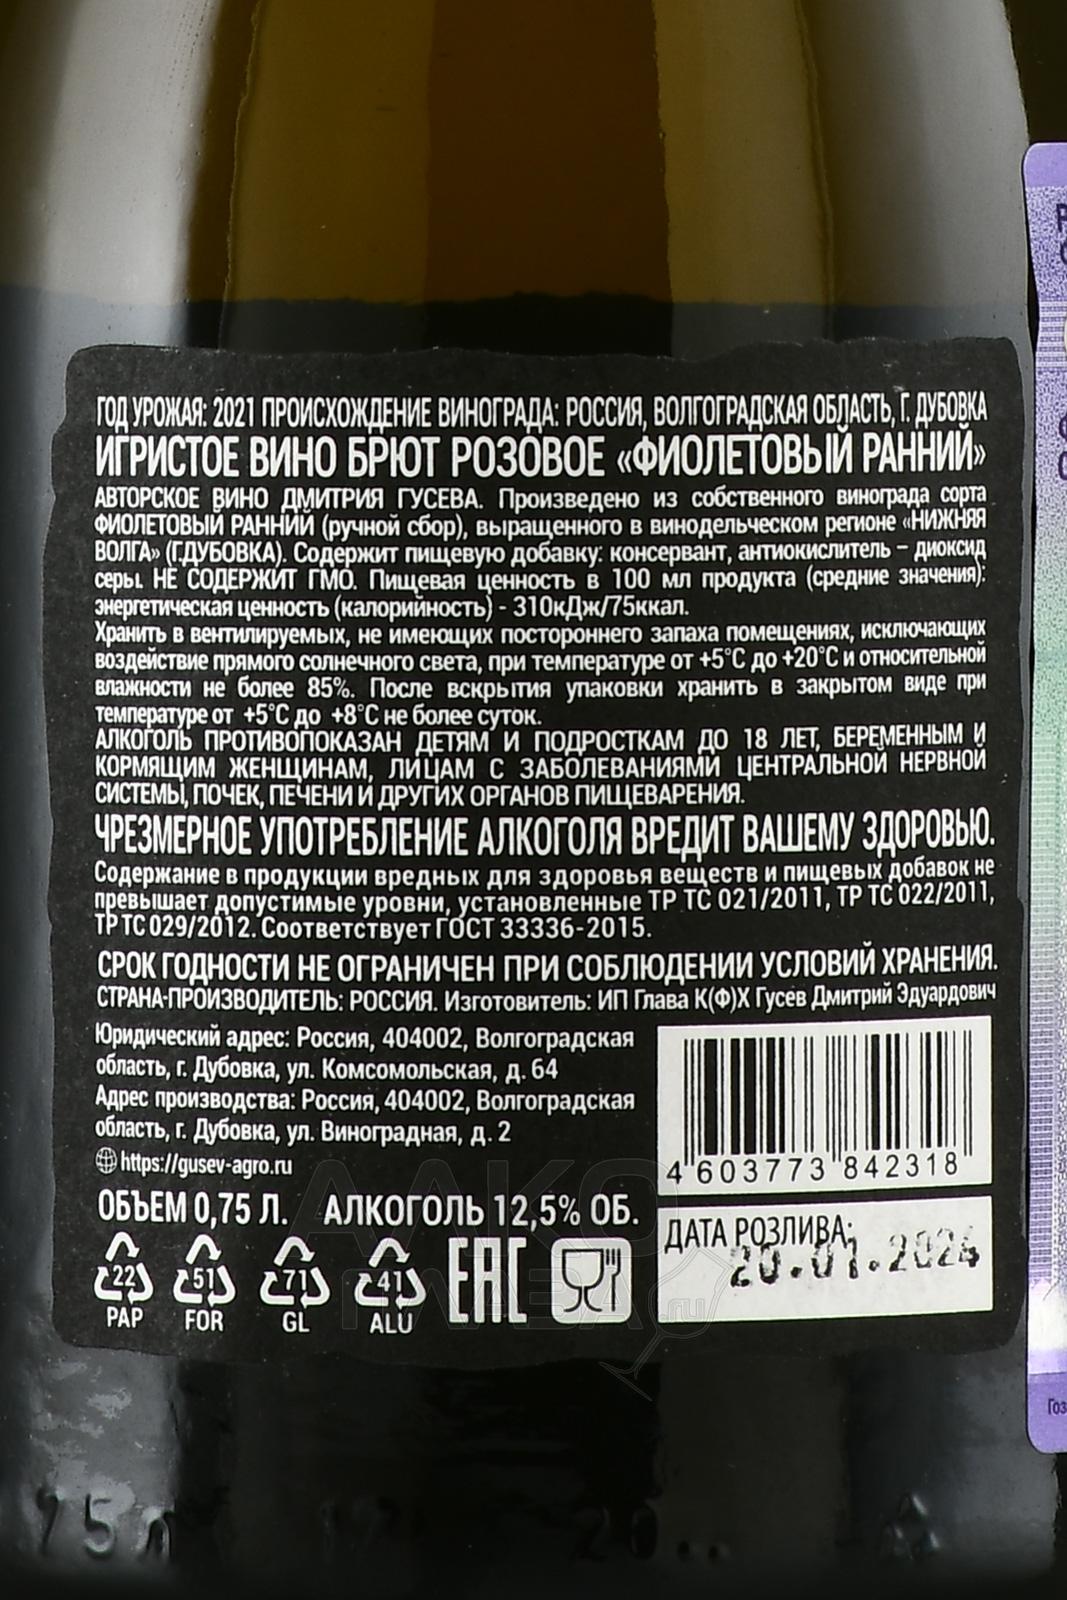 ГОД УРОЖАЯ: 2021 ПРОИСХОЖДЕНИЕ ВИНОГРАДА: РОССИЯ, ВОЛГОГРАДСКАЯ ОБЛАСТЬ, Г. ДУБОВКА
ИГРИСТОЕ ВИНО БРЮТ РОЗОВОЕ «ФИОЛЕТОВЫЙ РАННИЙ»
АВТОРСКОЕ ВИНО ДМИТРИЯ ГУСЕВА. Произведено из собственного винограда сорта
ФИОЛЕТОВЫЙ РАННИЙ (ручной сбор), выращенного в винодельческом регионе «НИЖНЯЯ
ВОЛГА» (Г.ДУБОВКА). Содержит пищевую добавку: консервант, антиокислитель – диоксид
серы. НЕ СОДЕРЖИТ ГМО. Пищевая ценность в 100 мл продукта (средние значения):
энергетическая ценность (калорийность) - 310кДж/75ккал.
Хранить в вентилируемых, не имеющих постороннего запаха помещениях, исключающих
воздействие прямого солнечного света, при температуре от +5°С до +20°С и относительной
влажности не более 85%. После вскрытия упаковки хранить в закрытом виде при
температуре от +5°С до +8°С не более суток.
АЛКОГОЛЬ ПРОТИВОПОКАЗАН ДЕТЯМ И ПОДРОСТКАМ ДО 18 ЛЕТ, БЕРЕМЕННЫМ И
КОРМЯЩИМ ЖЕНЩИНАМ, ЛИЦАМ С ЗАБОЛЕВАНИЯМИ ЦЕНТРАЛЬНОЙ НЕРВНОЙ
СИСТЕМЫ, ПОЧЕК, ПЕЧЕНИ И ДРУГИХ ОРГАНОВ ПИЩЕВАРЕНИЯ.
ЧРЕЗМЕРНОЕ УПОТРЕБЛЕНИЕ АЛКОГОЛЯ ВРЕДИТ ВАШЕМУ ЗДОРОВЬЮ.
Содержание в продукции вредных для здоровья веществ и пищевых добавок не
превышает допустимые уровни, установленные ТР ТС 021/2011, ТР ТС 022/2011,
ТР ТС 029/2012. Соответствует ГОСТ 33336-2015.
СРОК ГОДНОСТИ НЕ ОГРАНИЧЕН ПРИ СОБЛЮДЕНИИ УСЛОВИЙ ХРАНЕНИЯ.
СТРАНА-ПРОИЗВОДИТЕЛЬ: РОССИЯ. Изготовитель: ИП Глава К(Ф)Х Гусев Дмитрий Эдуардович
Юридический адрес: Россия, 404002, Волгоградская
область, г. Дубовка, ул. Комсомольская, д. 64
Адрес производства: Россия, 404002, Волгоградская
область, г. Дубовка, ул. Виноградная, д. 2
https://gusev-agro.ru
4 603773 842318
ОБЪЕМ 0,75 Л. АЛКОГОЛЬ 12,5% ОБ.
ДАТА РОЗЛИВА:
20.01.2024
22 51 71 41
PAP FOR GL ALU
ЕАС